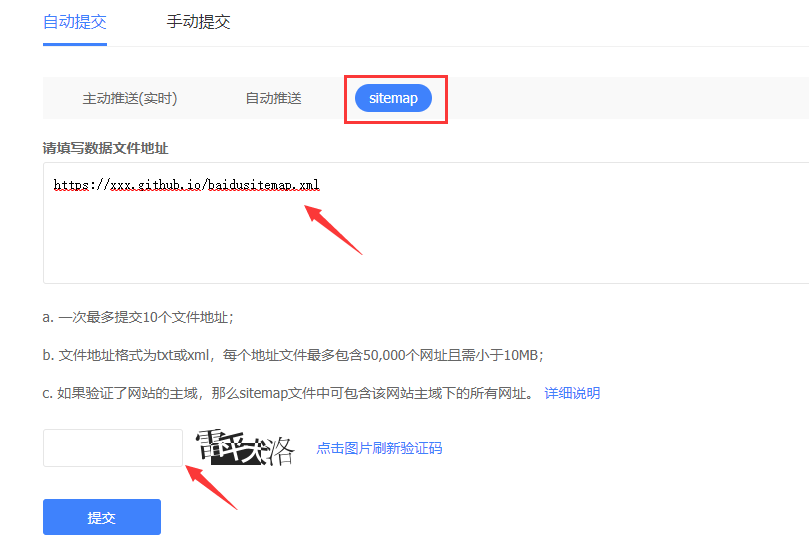 自动提交 手动提交
主动推送(实时) 自动推送 sitemap
请填写数据文件地址
https://xxx.github.io/baidusitemap.xml
a. 一次最多提交10个文件地址；
b. 文件地址格式为txt或xml，每个地址文件最多包含50,000个网址且需小于10MB；
c. 如果验证了网站的主域，那么sitemap文件中可包含该网站主域下的所有网址。 详细说明
点击图片刷新验证码
提交